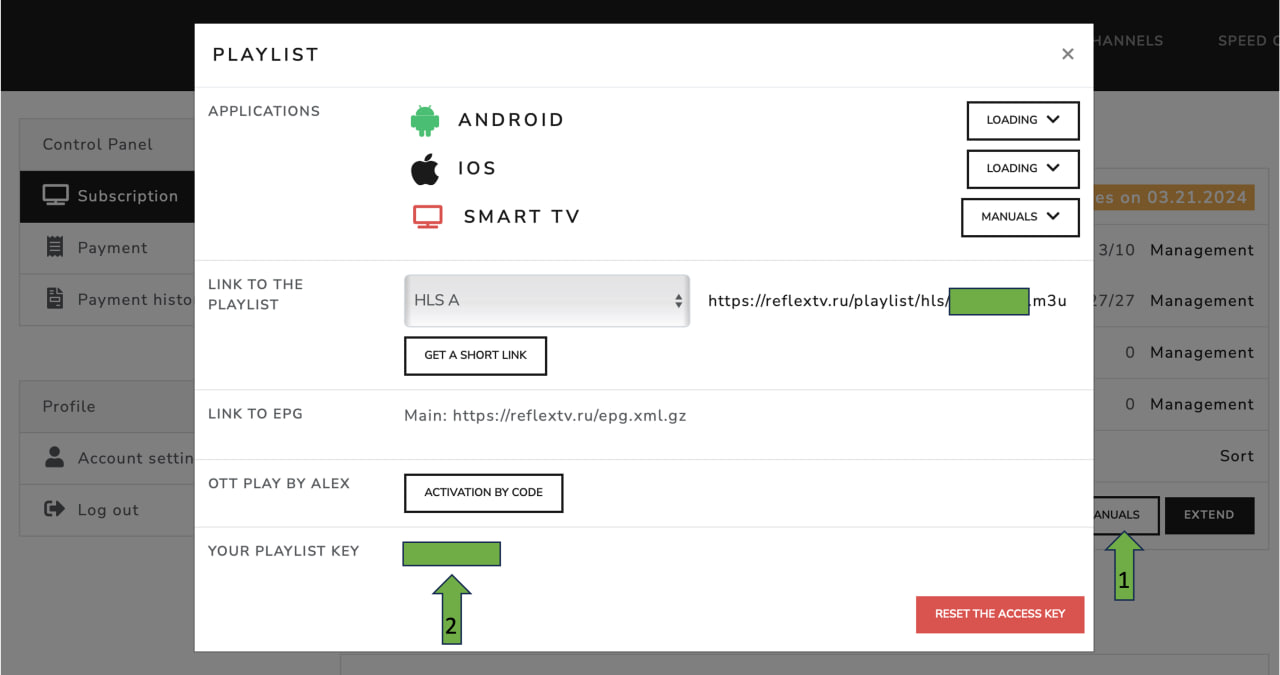 HANNELS
SPEED
PLAYLIST
×
APPLICATIONS
ANDROID
LOADING
IOS
LOADING
SMART TV
MANUALS
LINK TO THE
PLAYLIST
HLS A
https://reflextv.ru/playlist/hls/
.m3u
GET A SHORT LINK
LINK TO EPG
Main: https://reflextv.ru/epg.xml.gz
OTT PLAY BY ALEX
ACTIVATION BY CODE
YOUR PLAYLIST KEY
2
RESET THE ACCESS KEY
Control Panel
Subscription
Payment
Payment histo
Profile
Account settin
Log out
es on 03.21.2024
3/10 Management
27/27 Management
0 Management
0 Management
Sort
ANUALS
EXTEND
1